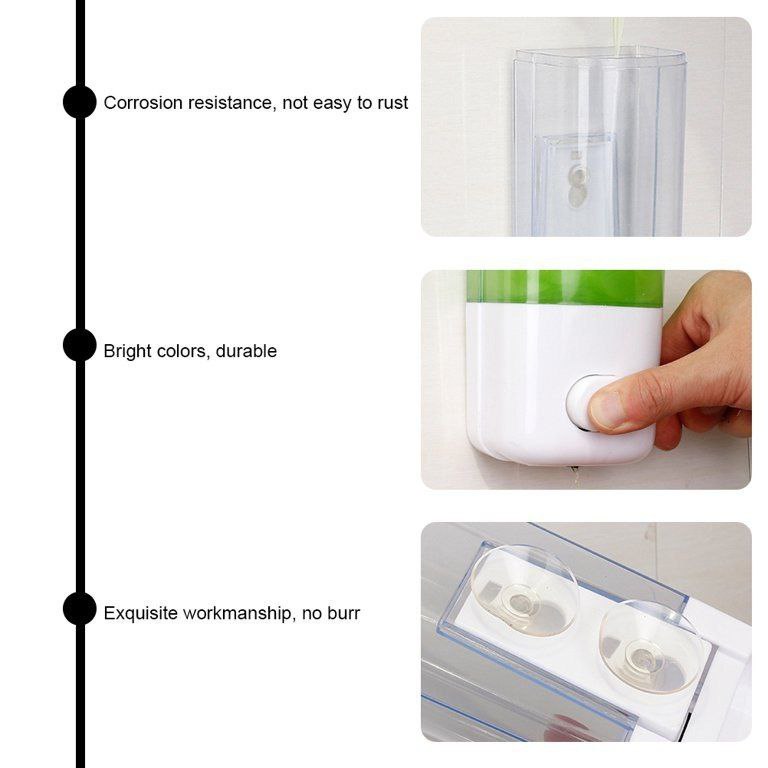 Corrosion resistance, not easy to rust
Bright colors, durable
Exquisite workmanship, no burr